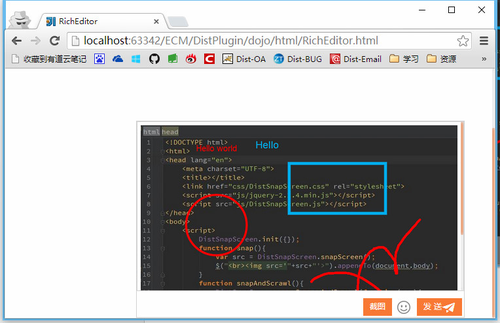 RichEditor
localhost:63342/ECM/DistPlugin/dojo/html/RichEditor.html
收藏到有道云笔记 Dist-OA Dist-BUG Dist-Email 学习 资源 »
html head
1 <!DOCTYPE html>
Hello world Hello
2 <html>
3 <head lang="en">
4 <meta charset="UTF-8">
5 <title></title>
6 <link href="css/DistSnapScreen.css" rel="stylesheet">
7 <script src="js/jquery-2. .4.min.js"></script>
8 <script src="js/DistSnapScreen.js"></script>
9 </head>
10 <body>
11 <script>
12 DistSnapScreen.init({});
13 function snap(){
14 var src = DistSnapScreen.snapScreen();
15 $("<br><img src='"+src+"'>").appendTo(document.body);
16 }
17 function snapAndScrawl(){
截图 发送